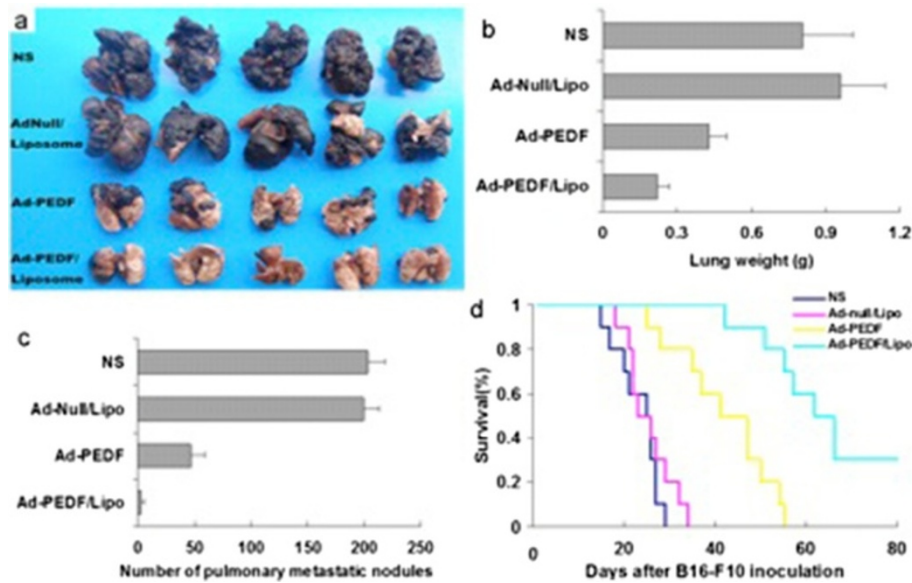 a
NS
AdNull/
Liposome
Ad-PEDF
Ad-PEDF/
Liposome
b
NS
Ad-Null/Lipo
Ad-PEDF
Ad-PEDF/Lipo
0 0.3 0.6 0.9 1.2
Lung weight (g)
c
NS
Ad-Null/Lipo
Ad-PEDF
Ad-PEDF/Lipo
0 50 100 150 200 250
Number of pulmonary metastatic nodules
d
NS
Ad-null/Lipo
Ad-PEDF
Ad-PEDF/Lipo
Survival(%)
1
0.8
0.6
0.4
0.2
0
0 20 40 60 80
Days after B16-F10 inoculation